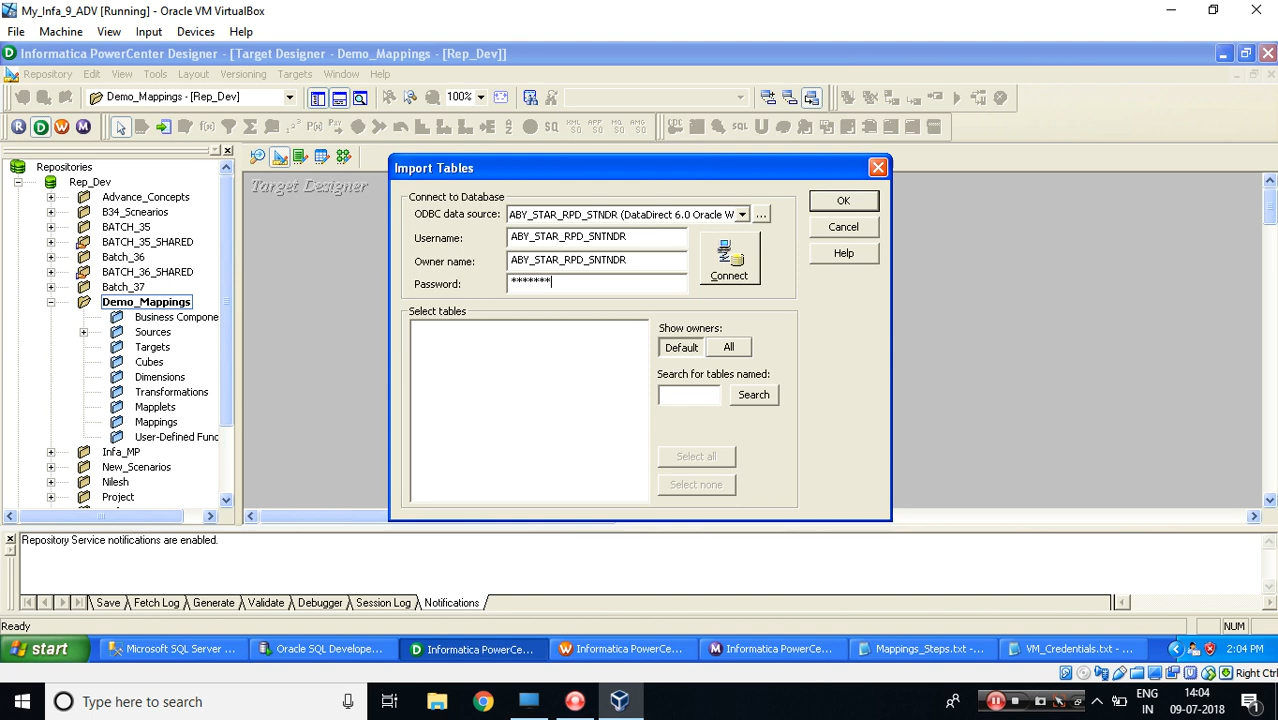 My_Infa_9_ADV [Running] - Oracle VM VirtualBox
File Machine View Input Devices Help
Informatica PowerCenter Designer - [Target Designer - Demo_Mappings - [Rep_Dev]]
Repository Edit View Tools Layout Versioning Targets Window Help
Demo_Mappings - [Rep_Dev] 100%
Repositories
Rep_Dev
Advance_Concepts
B34_Scnearios
BATCH_35
BATCH_35_SHARED
Batch_36
BATCH_36_SHARED
Batch_37
Demo_Mappings
Business Compone
Sources
Targets
Cubes
Dimensions
Transformations
Mapplets
Mappings
User-Defined Func
Infa_MP
New_Scenarios
Nilesh
Project
Target Designer
Import Tables
Connect to Database
ODBC data source: ABY_STAR_RPD_STNDR (DataDirect 6.0 Oracle W ...
Username: ABY_STAR_RPD_SNTNDR
Owner name: ABY_STAR_RPD_SNTNDR
Password: *******
Connect
OK
Cancel
Help
Select tables
Show owners:
Default All
Search for tables named:
Search
Select all
Select none
Repository Service notifications are enabled.
Save Fetch Log Generate Validate Debugger Session Log Notifications
Ready NUM
start Microsoft SQL Server ... Oracle SQL Develope... Informatica PowerCe... Informatica PowerCe... Informatica PowerCe... Mappings_Steps.txt - ... VM_Credentials.txt - ... 2:04 PM
Right Ctrl
Type here to search
ENG
IN
14:04
09-07-2018